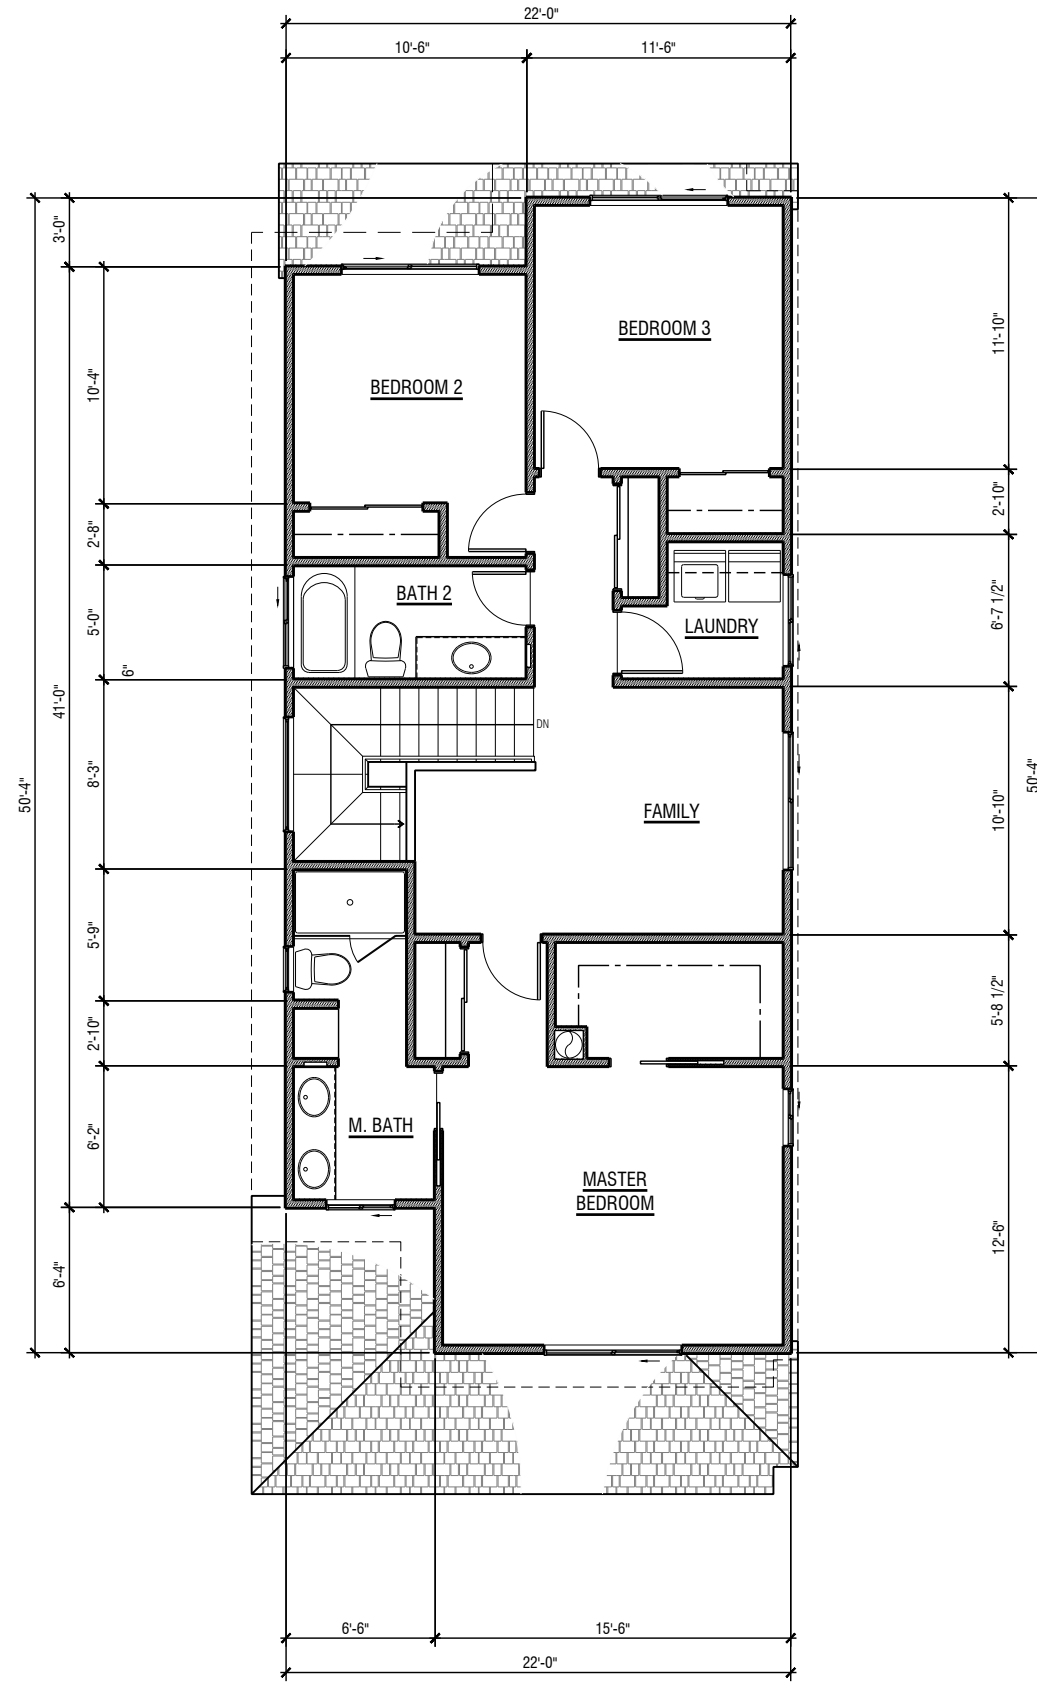 22'-0"
10'-6"
11'-6"
3'-0"
BEDROOM 3
11'-10"
10'-4"
BEDROOM 2
2'-10"
2'-8"
BATH 2
5'-0"
LAUNDRY
6'-7 1/2"
6"
41'-0"
DN
50'-4"
8'-3"
FAMILY
10'-10"
50'-4"
5'-9"
5'-8 1/2"
2'-10"
6'-2"
M. BATH
MASTER
BEDROOM
12'-6"
6'-4"
6'-6"
15'-6"
22'-0"